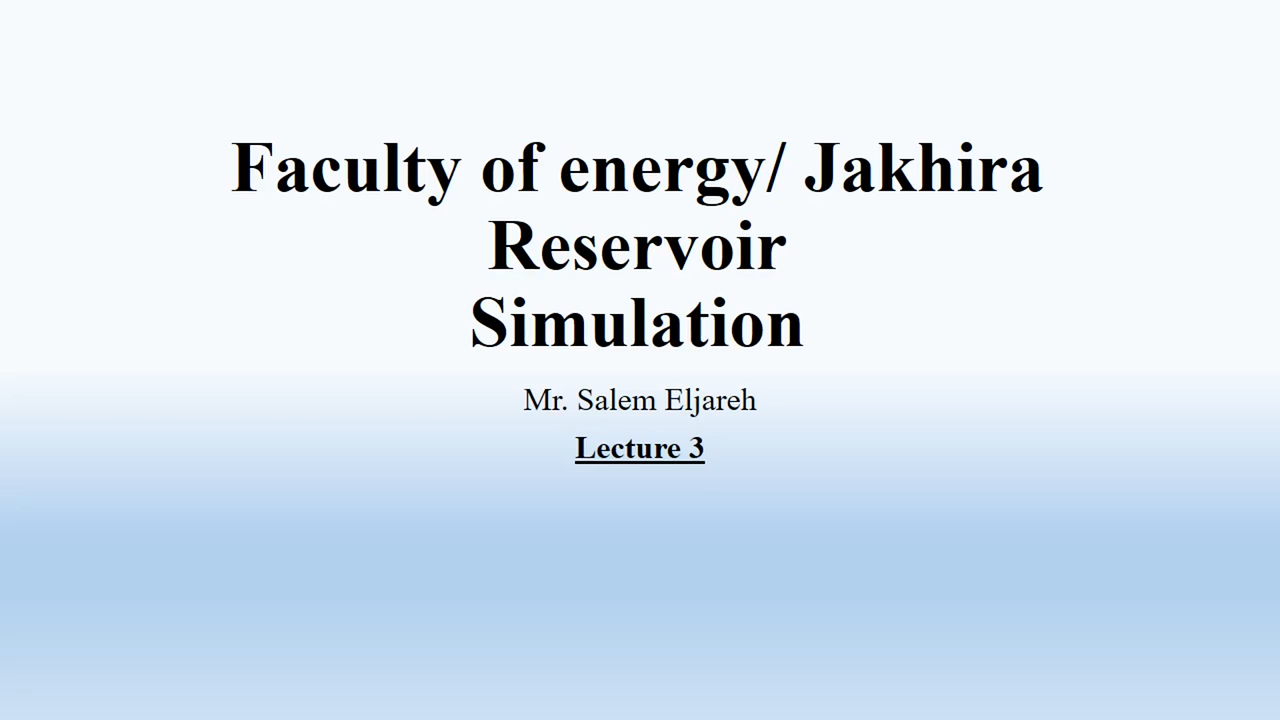 Faculty of energy/ Jakhira
Reservoir
Simulation
Mr. Salem Eljareh
Lecture 3